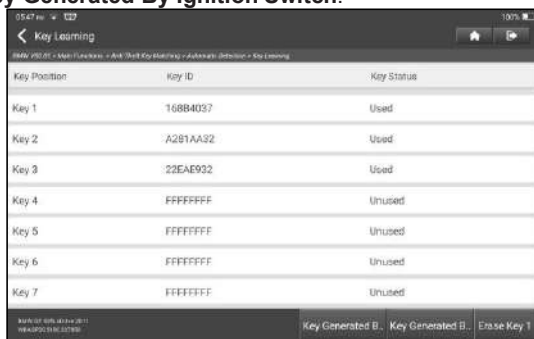 y Generated By Ignition Switch.
100%
Key Learning
Key Position Key ID Key Status
Key 1 16884037 Used
Key 2 A281AA32 Used
Key 3 22EAE932 Used
Key 4 FFFFFFFF Unused
Key 5 FFFFFFFF Unused
Key 6 FFFFFFFF Unused
Key 7 FFFFFFFF Unused
Key Generated B.. Key Generated B.. Erase Key 1